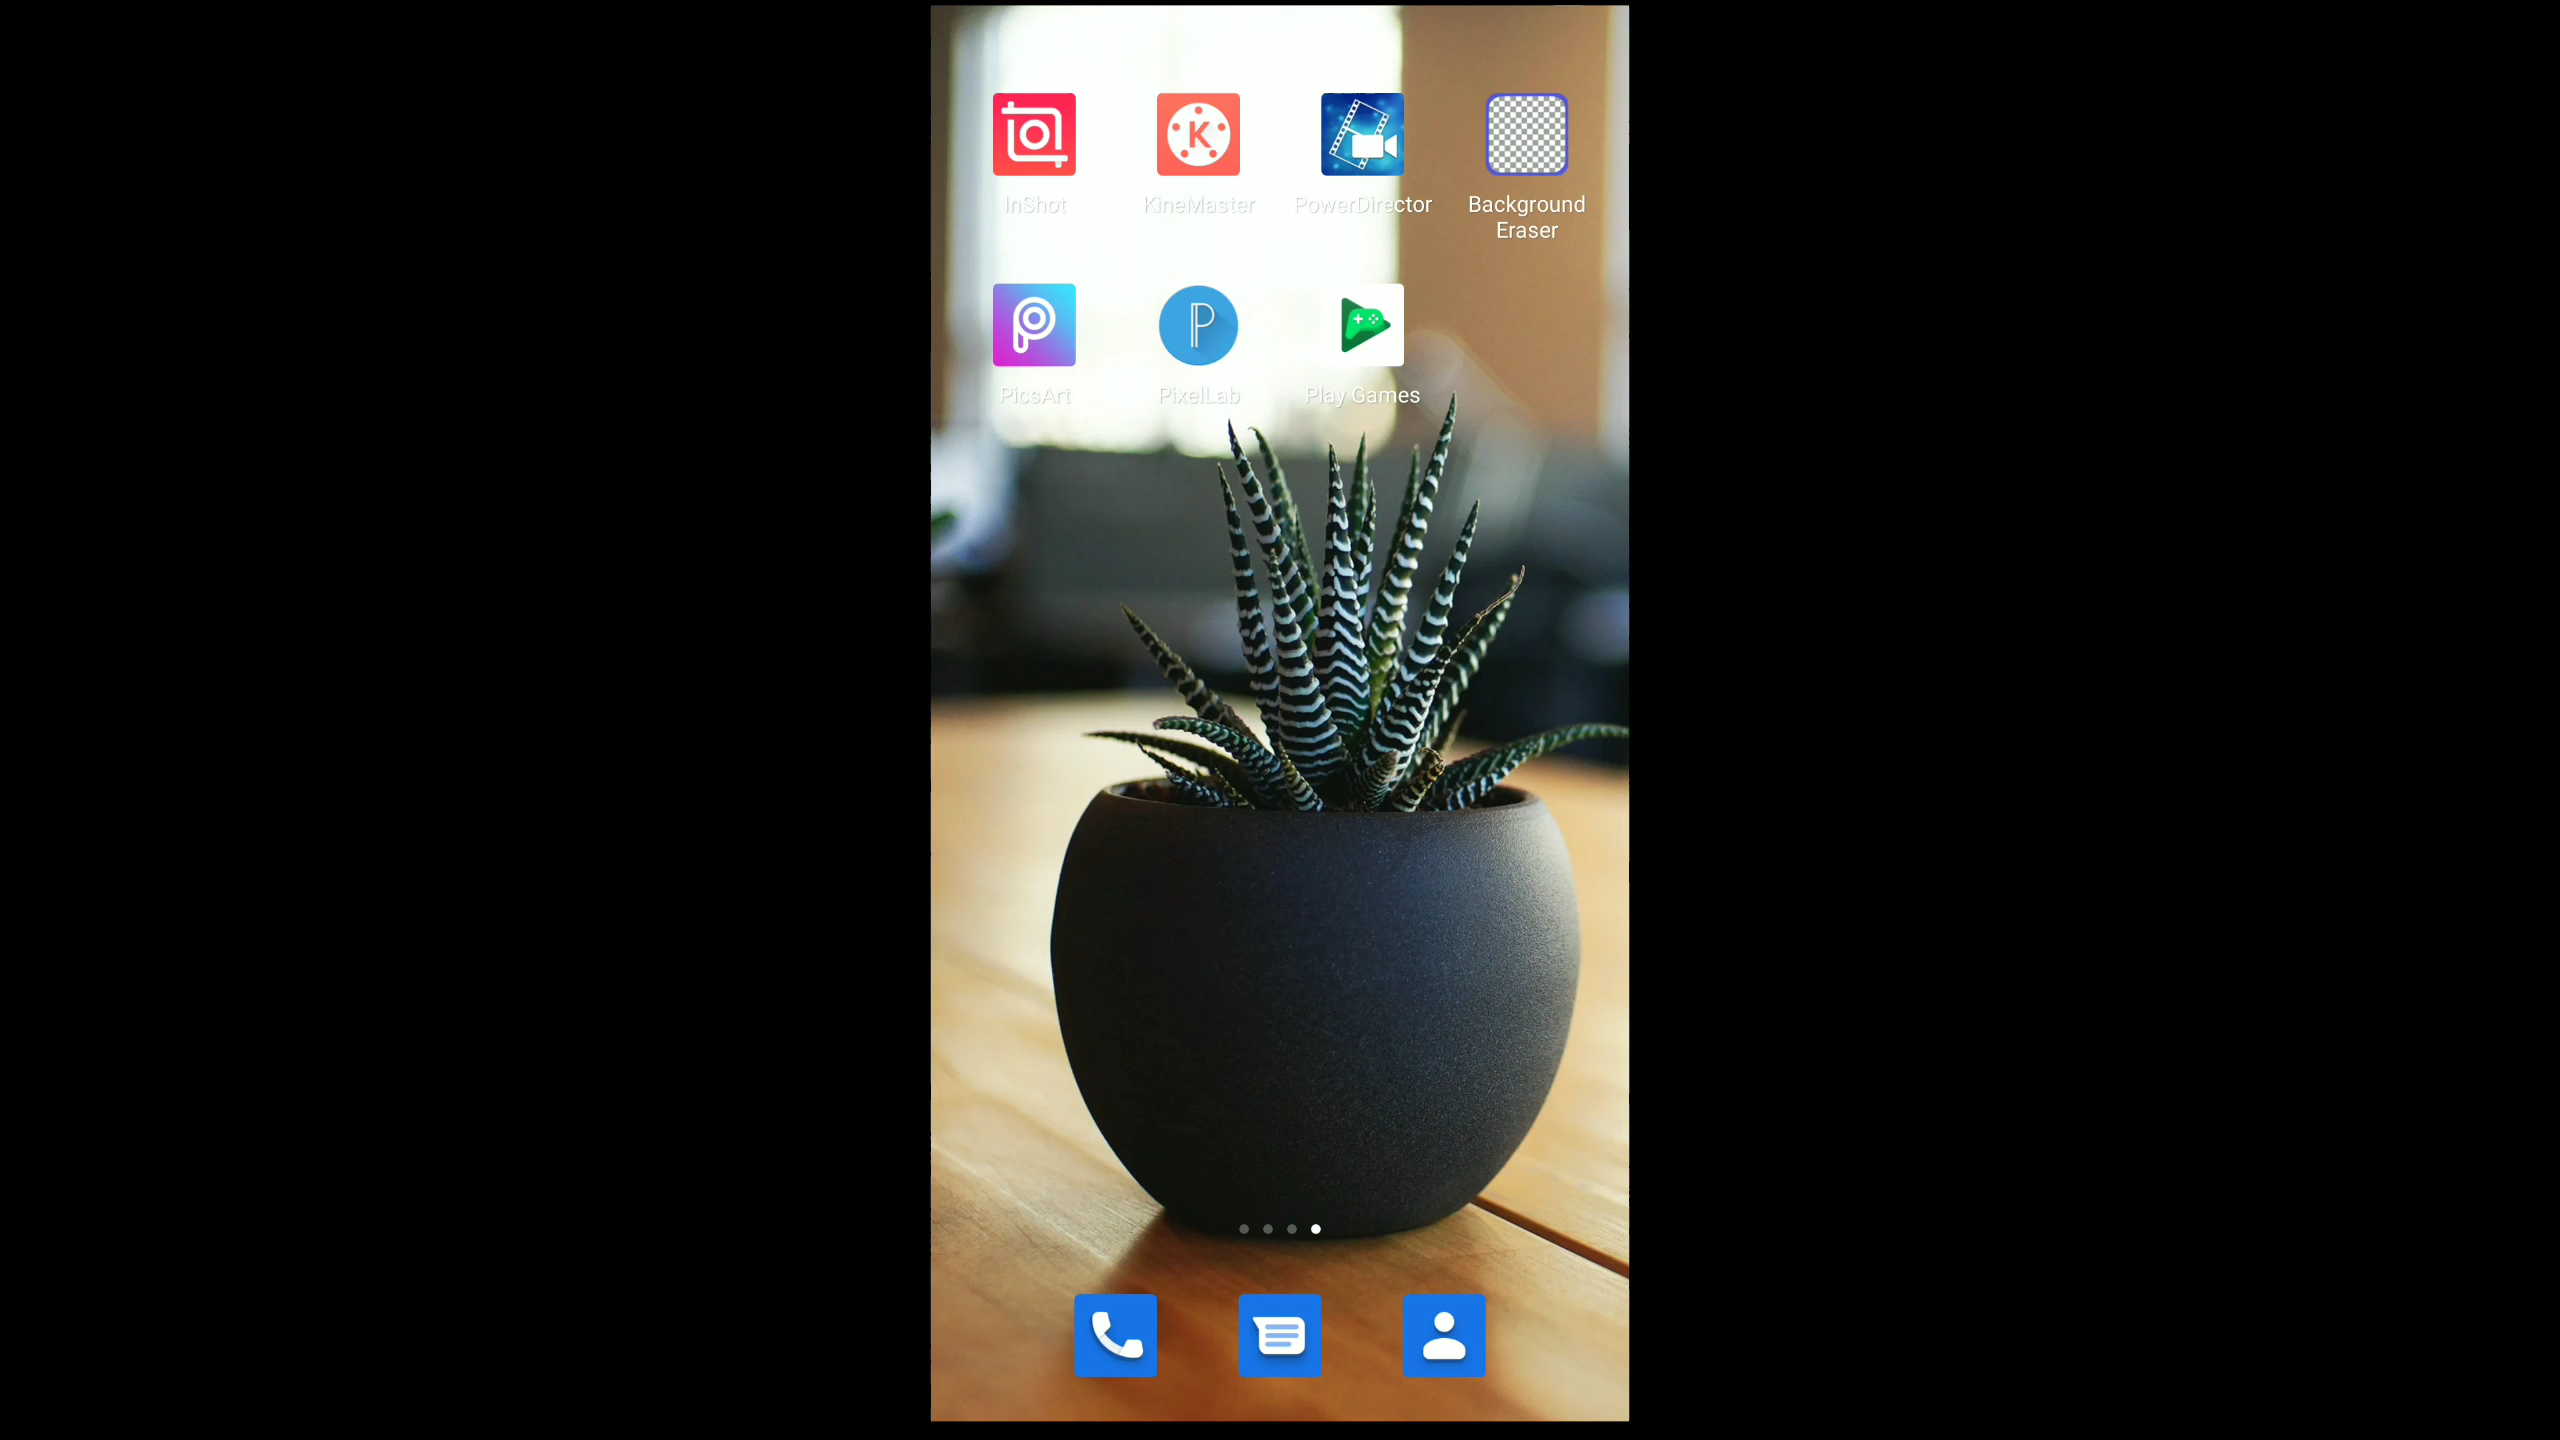 InShot
KineMaster
PowerDirector
Background
Eraser
PicsArt
PixelLab
Play Games